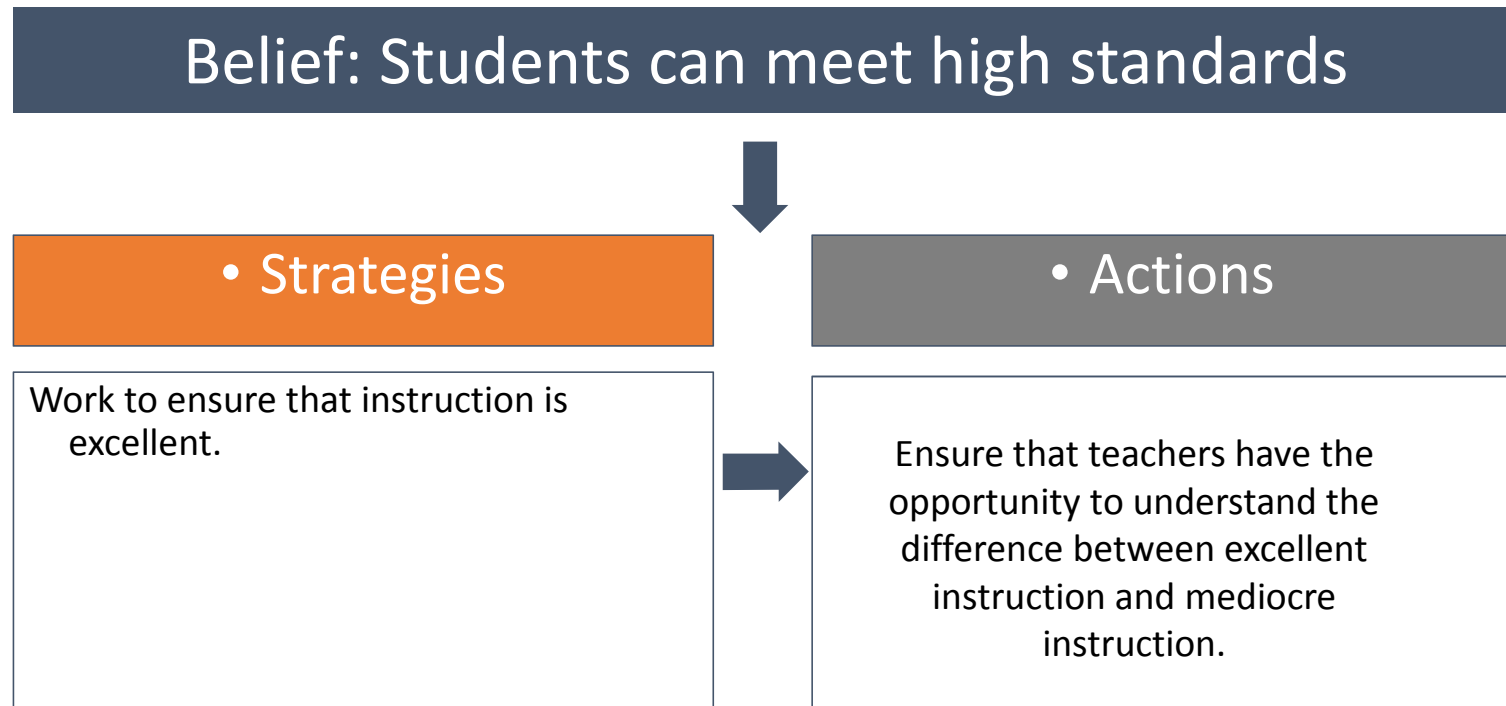 Belief: Students can meet high standards
• Strategies
• Actions
Work to ensure that instruction is
excellent.
Ensure that teachers have the
opportunity to understand the
difference between excellent
instruction and mediocre
instruction.